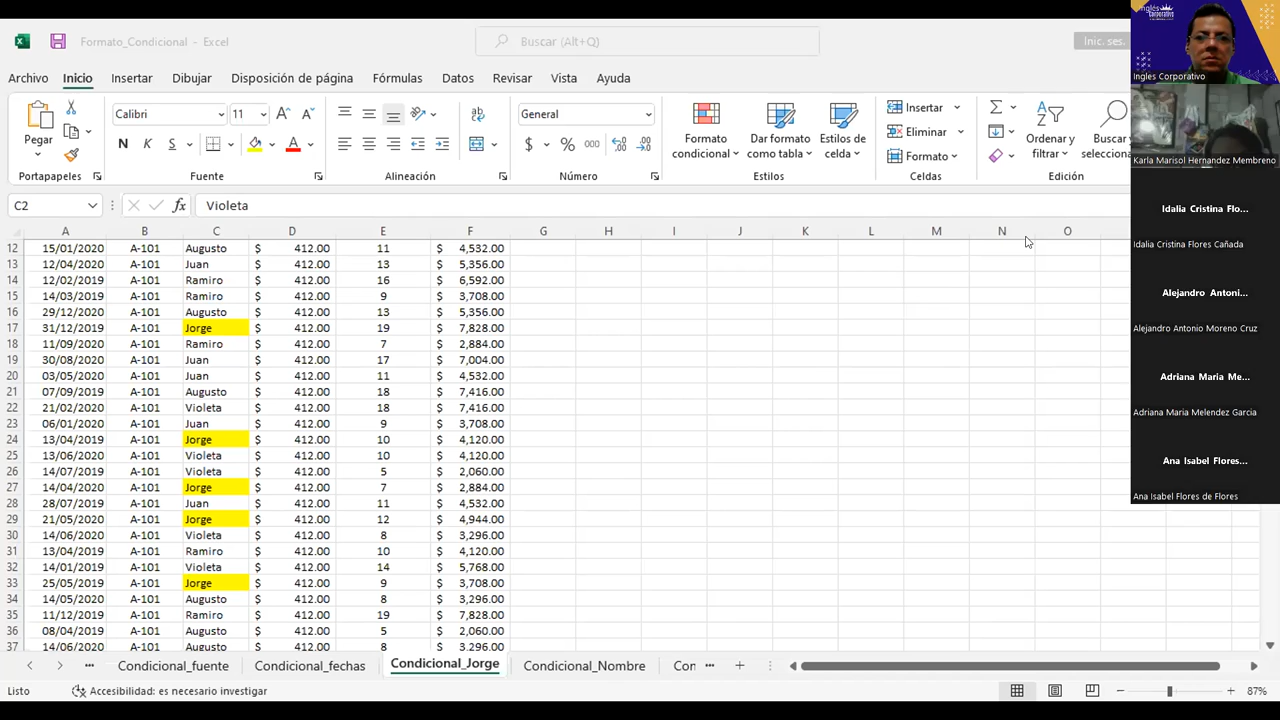 Formato_Condicional - Excel
Buscar (Alt+Q)
Inic. ses.
Archivo Inicio Insertar Dibujar Disposición de página Fórmulas Datos Revisar Vista Ayuda
Pegar
Calibri 11
N K S A
General
$ % 000
Formato condicional
Dar formato como tabla
Estilos de celda
Insertar
Eliminar
Formato
Ordenar y filtrar
Buscar selecciona
Portapapeles Fuente Alineación Número Estilos Celdas Edición
C2 fx Violeta
A B C D E F G H I J K L M N O
12 15/01/2020 A-101 Augusto $ 412.00 11 $ 4,532.00
13 12/04/2020 A-101 Juan $ 412.00 13 $ 5,356.00
14 12/02/2019 A-101 Ramiro $ 412.00 16 $ 6,592.00
15 14/03/2019 A-101 Ramiro $ 412.00 9 $ 3,708.00
16 29/12/2020 A-101 Augusto $ 412.00 13 $ 5,356.00
17 31/12/2019 A-101 Jorge $ 412.00 19 $ 7,828.00
18 11/09/2020 A-101 Ramiro $ 412.00 7 $ 2,884.00
19 30/08/2020 A-101 Juan $ 412.00 17 $ 7,004.00
20 03/05/2020 A-101 Juan $ 412.00 11 $ 4,532.00
21 07/09/2019 A-101 Augusto $ 412.00 18 $ 7,416.00
22 21/02/2020 A-101 Violeta $ 412.00 18 $ 7,416.00
23 06/01/2020 A-101 Juan $ 412.00 9 $ 3,708.00
24 13/04/2019 A-101 Jorge $ 412.00 10 $ 4,120.00
25 13/06/2020 A-101 Violeta $ 412.00 10 $ 4,120.00
26 14/07/2019 A-101 Violeta $ 412.00 5 $ 2,060.00
27 14/04/2019 A-101 Jorge $ 412.00 7 $ 2,884.00
28 28/07/2019 A-101 Juan $ 412.00 11 $ 4,532.00
29 21/05/2020 A-101 Jorge $ 412.00 12 $ 4,944.00
30 14/06/2020 A-101 Violeta $ 412.00 8 $ 3,296.00
31 13/04/2019 A-101 Ramiro $ 412.00 10 $ 4,120.00
32 14/01/2020 A-101 Violeta $ 412.00 14 $ 5,768.00
33 25/05/2019 A-101 Jorge $ 412.00 9 $ 3,708.00
34 14/05/2020 A-101 Augusto $ 412.00 8 $ 3,296.00
35 11/12/2019 A-101 Ramiro $ 412.00 19 $ 7,828.00
36 08/04/2019 A-101 Augusto $ 412.00 5 $ 2,060.00
37 14/06/2020 A-101 Augusto $ 412.00 8 $ 3,296.00
Condicional_fuente Condicional_fechas Condicional_Jorge Condicional_Nombre Con
Listo Accesibilidad: es necesario investigar 87%
Inglés Corporativo
Ingles Corporativo
Karla Marisol Hernandez Membreno
Idalia Cristina Flo...
Idalia Cristina Flores Cañada
Alejandro Antoni...
Alejandro Antonio Moreno Cruz
Adriana Maria Me...
Adriana Maria Melendez Garcia
Ana Isabel Flores...
Ana Isabel Flores de Flores